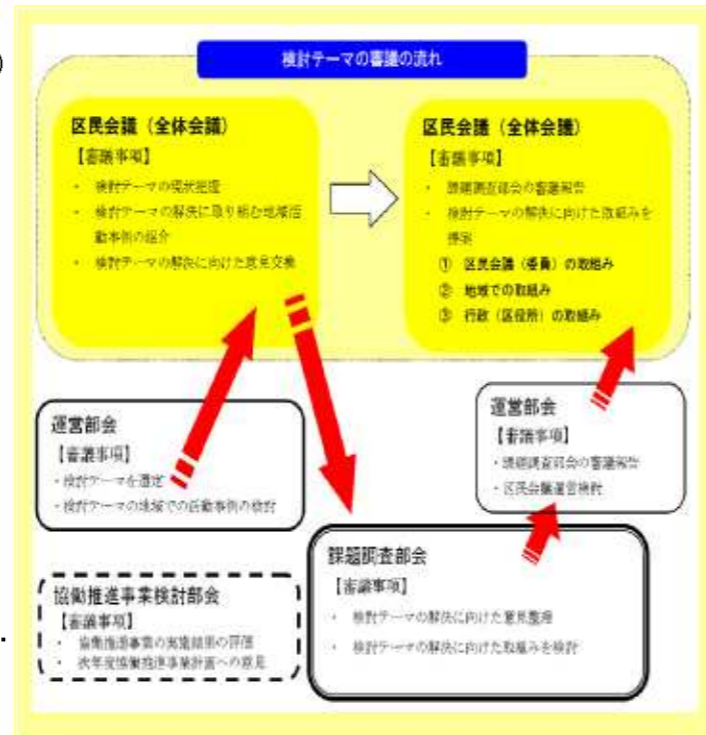 検討テーマの審議の流れ
区民会議（全体会議）
【審議事項】
・ 検討テーマの現状把握
・ 検討テーマの解決に取り組む地域活
動事例の紹介
・ 検討テーマの解決に向けた意見交換
区民会議（全体会議）
【審議事項】
・ 課題調査部会の審議報告
・ 検討テーマの解決に向けた取組みを
提案
① 区民会議（委員）の取組み
② 地域での取組み
③ 行政（区役所）の取組み
運営部会
【審議事項】
・検討テーマを選定
・検討テーマの地域での活動事例の検討
運営部会
【審議事項】
・課題調査部会の審議報告
・区民会議運営検討
課題調査部会
【審議事項】
・ 検討テーマの解決に向けた意見整理
・ 検討テーマの解決に向けた取組みを検討
協働推進事業検討部会
【審議事項】
・ 協働推進事業の実施結果の評価
・ 次年度協働推進事業計画への意見